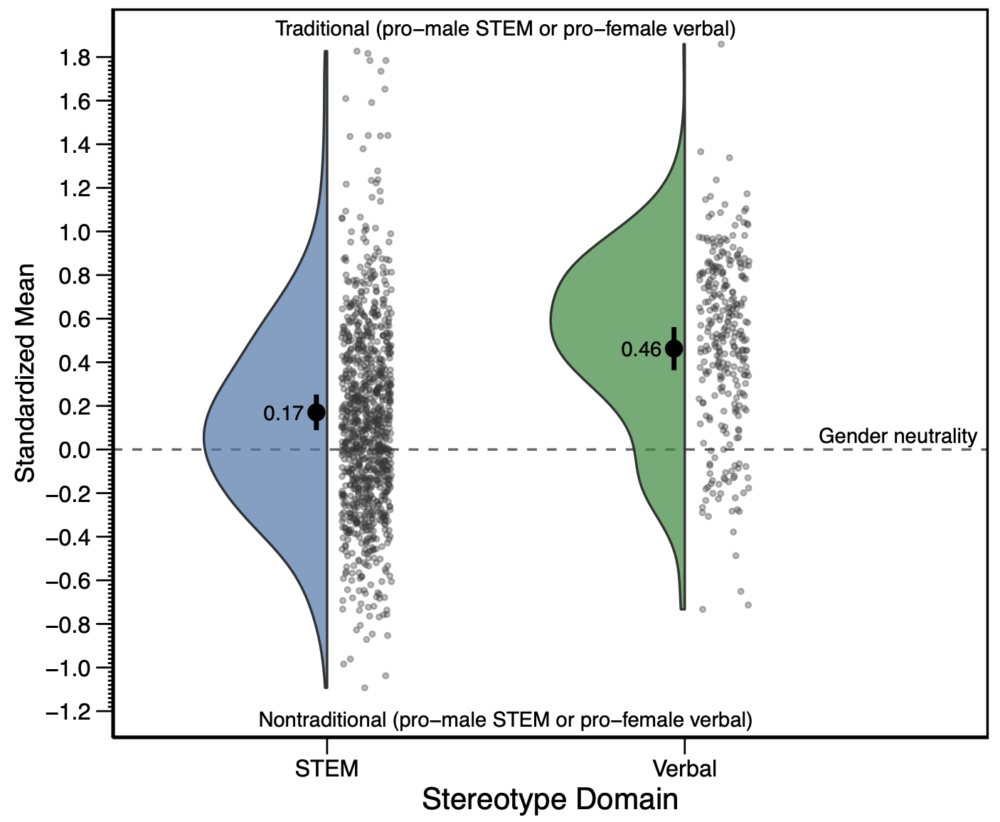 Traditional (pro−male STEM or pro−female verbal)
1.8
1.6
1.4
1.2
1.0
0.8
0.6
0.4
0.2
0.0
−0.2
−0.4
−0.6
−0.8
−1.0
−1.2
Standardized Mean
0.17
0.46
Gender neutrality
Nontraditional (pro−male STEM or pro−female verbal)
STEM
Verbal
Stereotype Domain